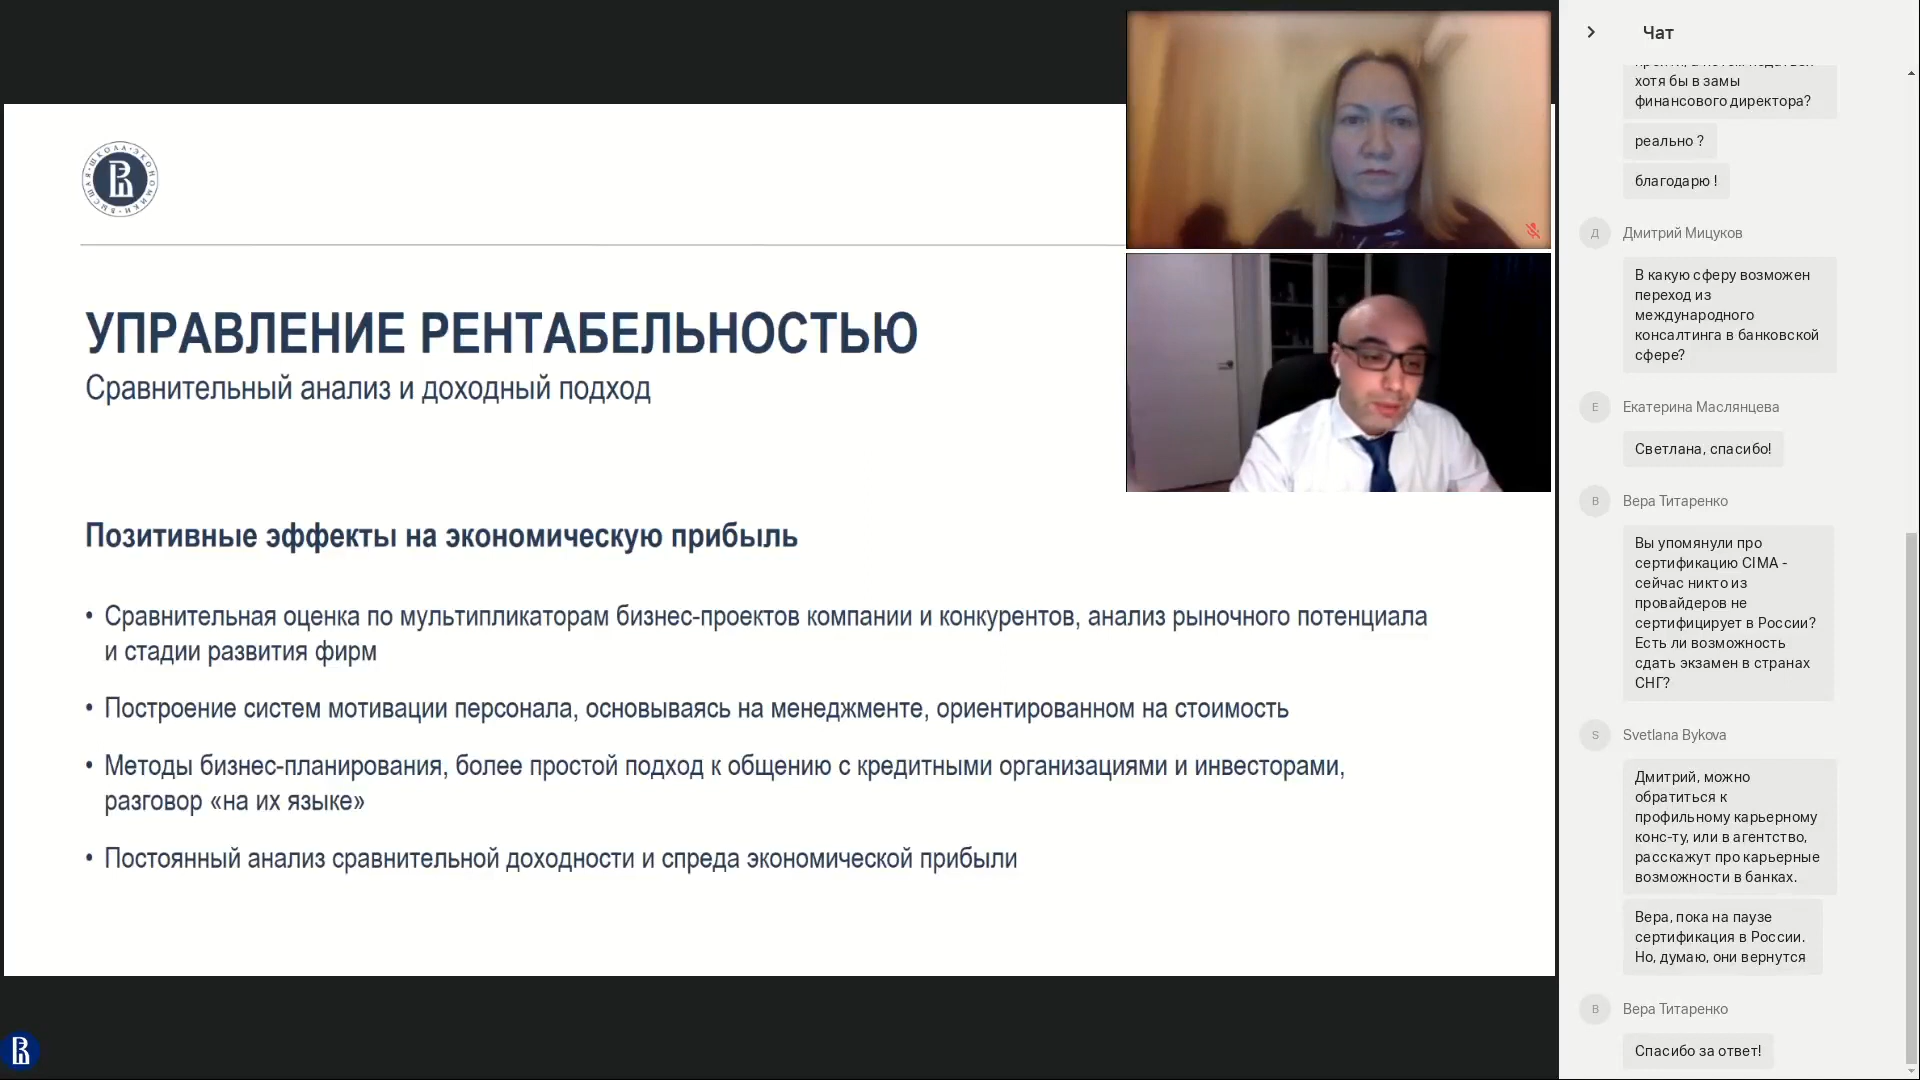 ВЫСШАЯ ШКОЛА ЭКОНОМИКИ
УПРАВЛЕНИЕ РЕНТАБЕЛЬНОСТЬЮ
Сравнительный анализ и доходный подход
Позитивные эффекты на экономическую прибыль
• Сравнительная оценка по мультипликаторам бизнес-проектов компании и конкурентов, анализ рыночного потенциала
и стадии развития фирм
• Построение систем мотивации персонала, основываясь на менеджменте, ориентированном на стоимость
• Методы бизнес-планирования, более простой подход к общению с кредитными организациями и инвесторами,
разговор «на их языке»
• Постоянный анализ сравнительной доходности и спреда экономической прибыли
Чат
хотя бы в замы
финансового директора?
реально ?
благодарю !
Д
Дмитрий Мицуков
В какую сферу возможен
переход из
международного
консалтинга в банковской
сфере?
Е
Екатерина Маслянцева
Светлана, спасибо!
В
Вера Титаренко
Вы упомянули про
сертификацию CIMA -
сейчас никто из
провайдеров не
сертифицирует в России?
Есть ли возможность
сдать экзамен в странах
СНГ?
S
Svetlana Bykova
Дмитрий, можно
обратиться к
профильному карьерному
конс-ту, или в агентство,
расскажут про карьерные
возможности в банках.
Вера, пока на паузе
сертификация в России.
Но, думаю, они вернутся
В
Вера Титаренко
Спасибо за ответ!